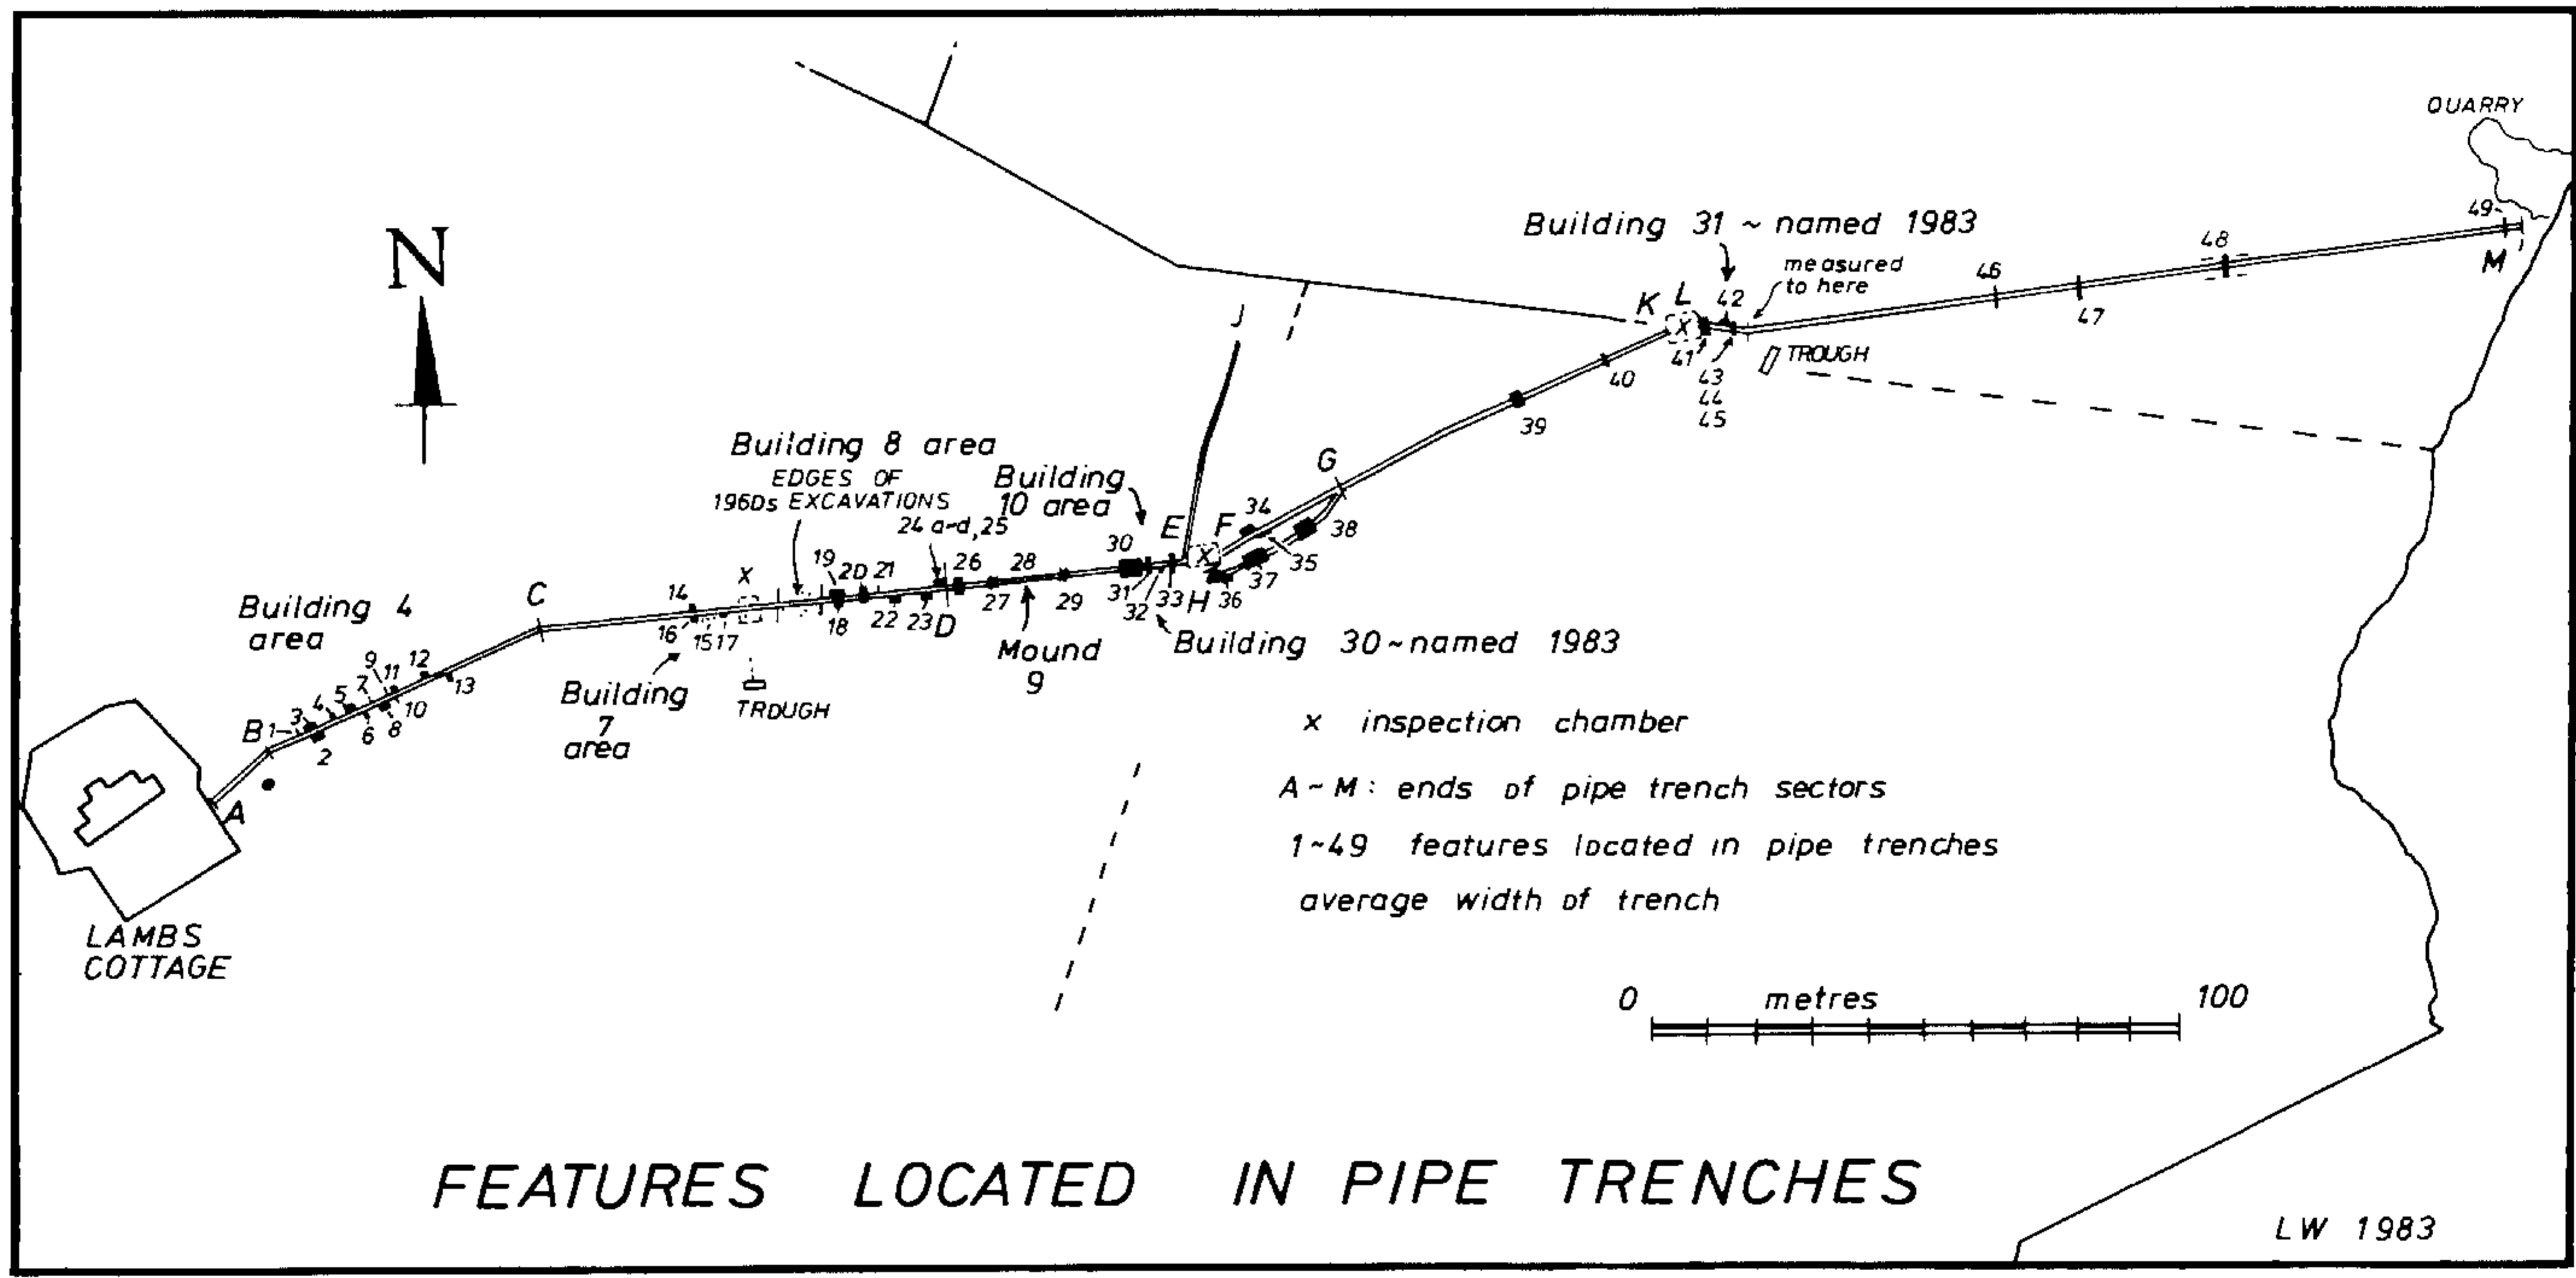 QUARRY
N
Building 31 ~ named 1983
measured
to here
49
48
M
46
47
K
L
42
41
43
44
45
TROUGH
40
39
J
Building 8 area
EDGES OF
1960s EXCAVATIONS
Building
10 area
24 a-d, 25
G
E
F
34
38
35
37
36
H
30
31
32
33
19
20
21
26
28
27
29
18
22
23
D
x
14
16
15
17
C
Building 4
area
Building 30 ~ named 1983
Mound
9
Building
7
area
TROUGH
9
11
12
13
7
5
4
3
10
8
6
2
B
1
A
LAMBS
COTTAGE
x inspection chamber
A ~ M : ends of pipe trench sectors
1~49 features located in pipe trenches
average width of trench
0 metres 100
FEATURES LOCATED IN PIPE TRENCHES
LW 1983